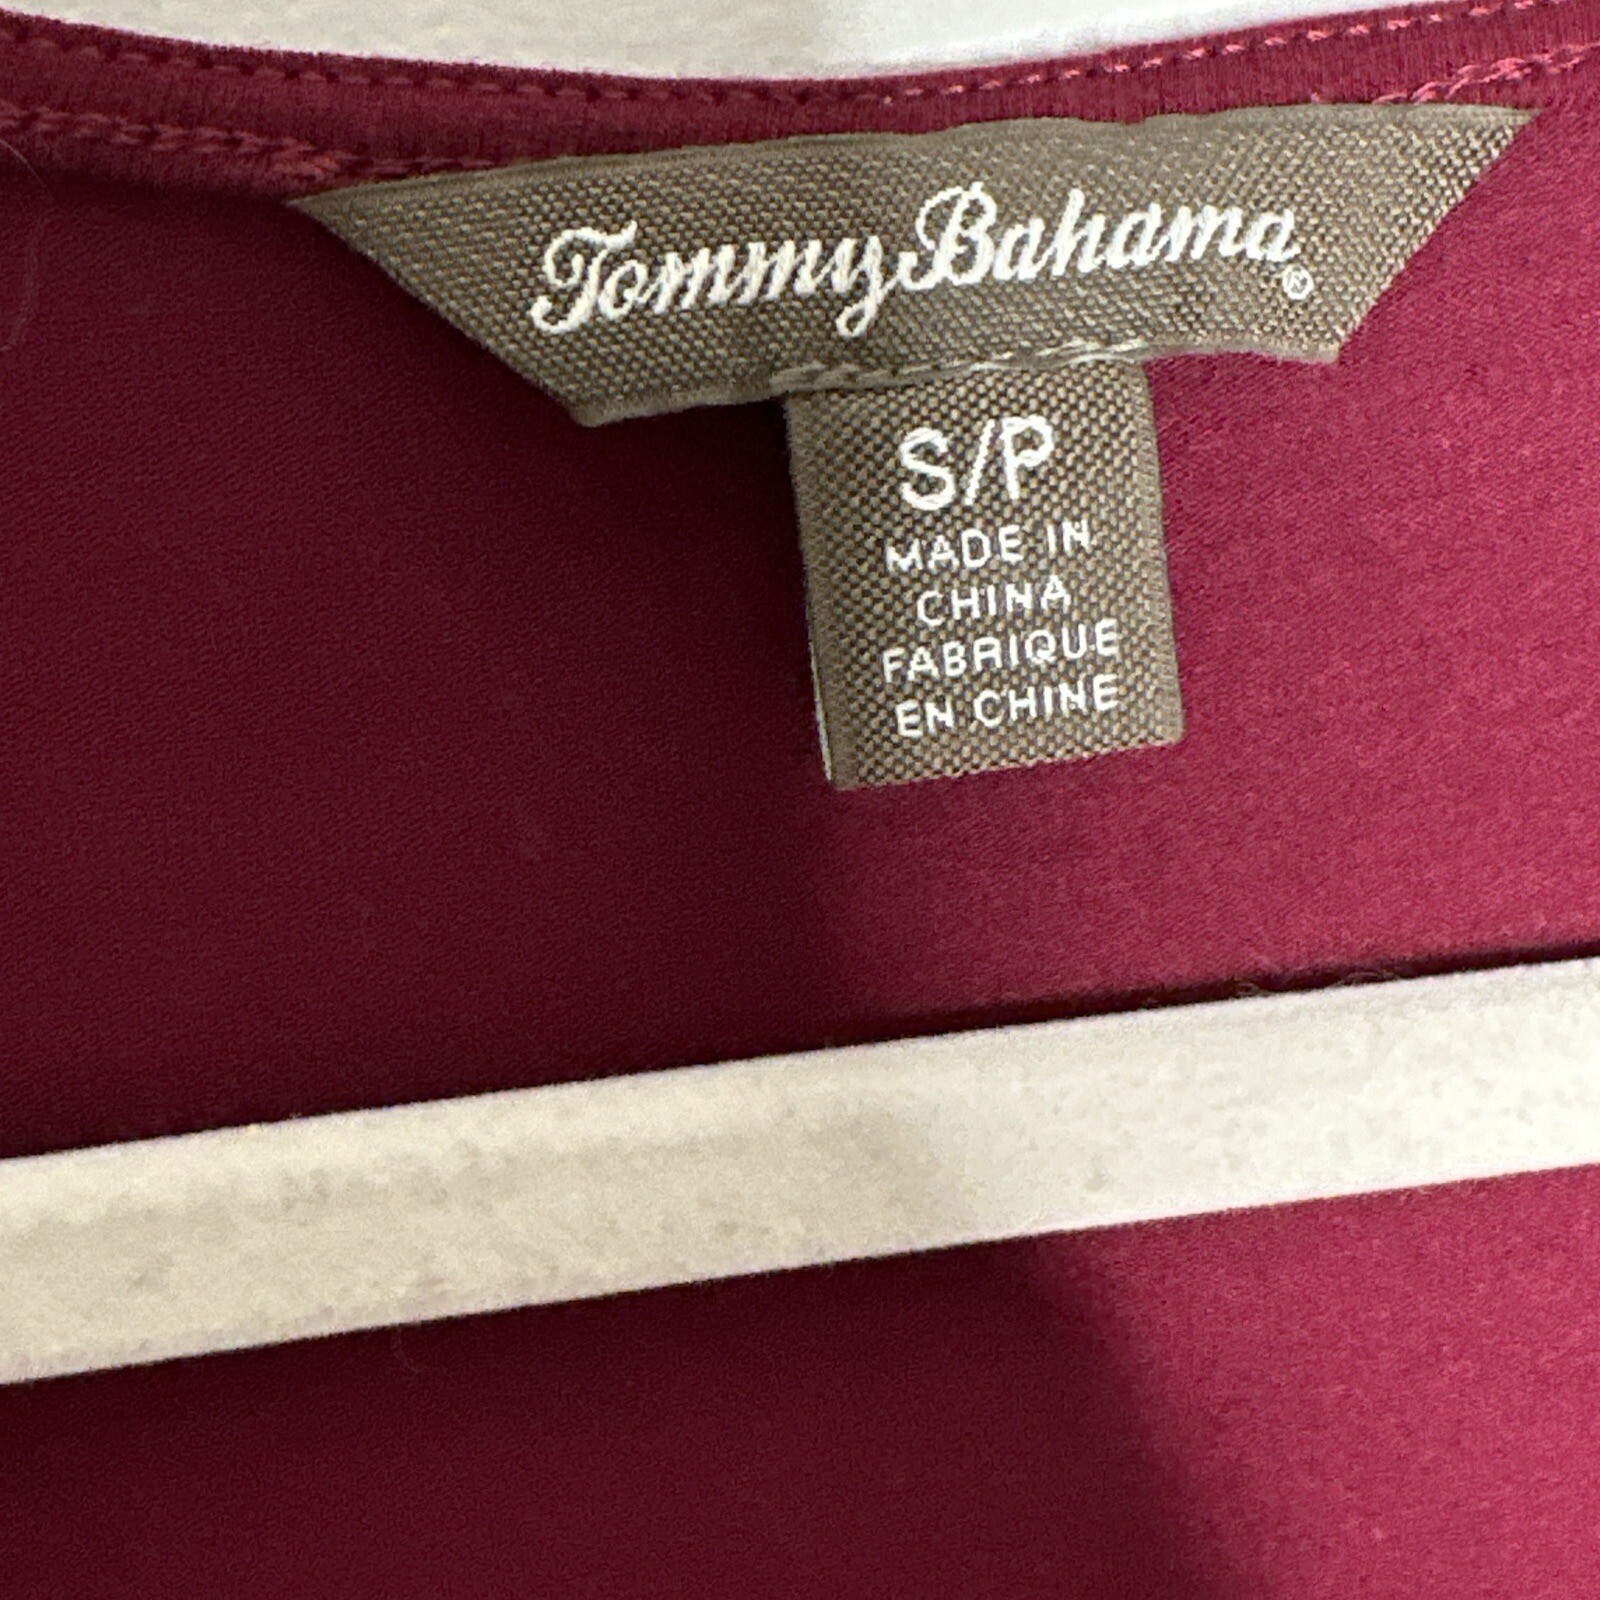 Tommy Bahama®
S/P
MADE IN
CHINA
FABRIQUE
EN CHINE